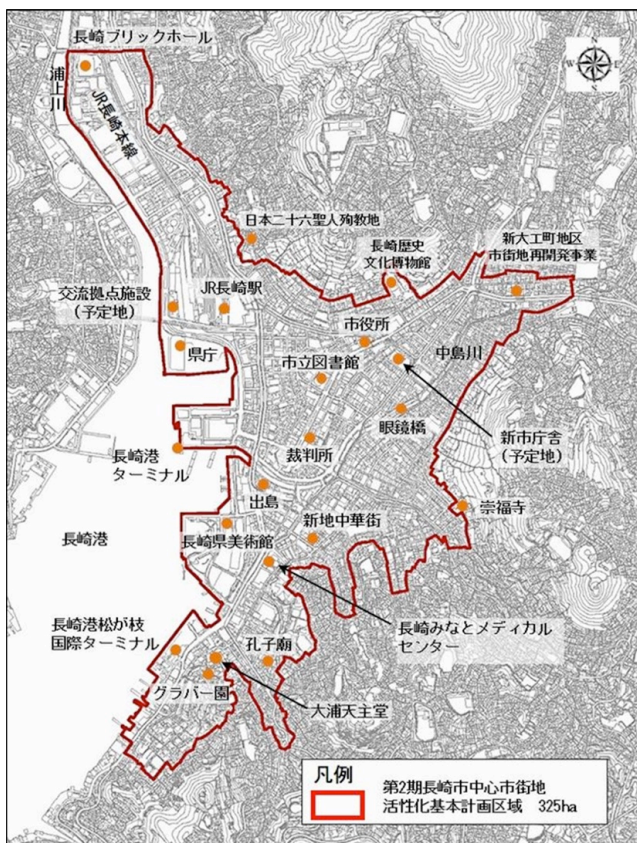 長崎ブリックホール
浦上川
JR長崎本線
N
W
E
S
日本二十六聖人殉教地
長崎歴史
文化博物館
新大工町地区
市街地再開発事業
交流拠点施設
(予定地)
JR長崎駅
市役所
中島川
県庁
市立図書館
眼鏡橋
新市庁舎
(予定地)
長崎港
ターミナル
裁判所
出島
崇福寺
長崎港
長崎県美術館
新地中華街
長崎みなとメディカル
センター
長崎港松が枝
国際ターミナル
孔子廟
グラバー園
大浦天主堂
凡例
第2期長崎市中心市街地
活性化基本計画区域 325ha